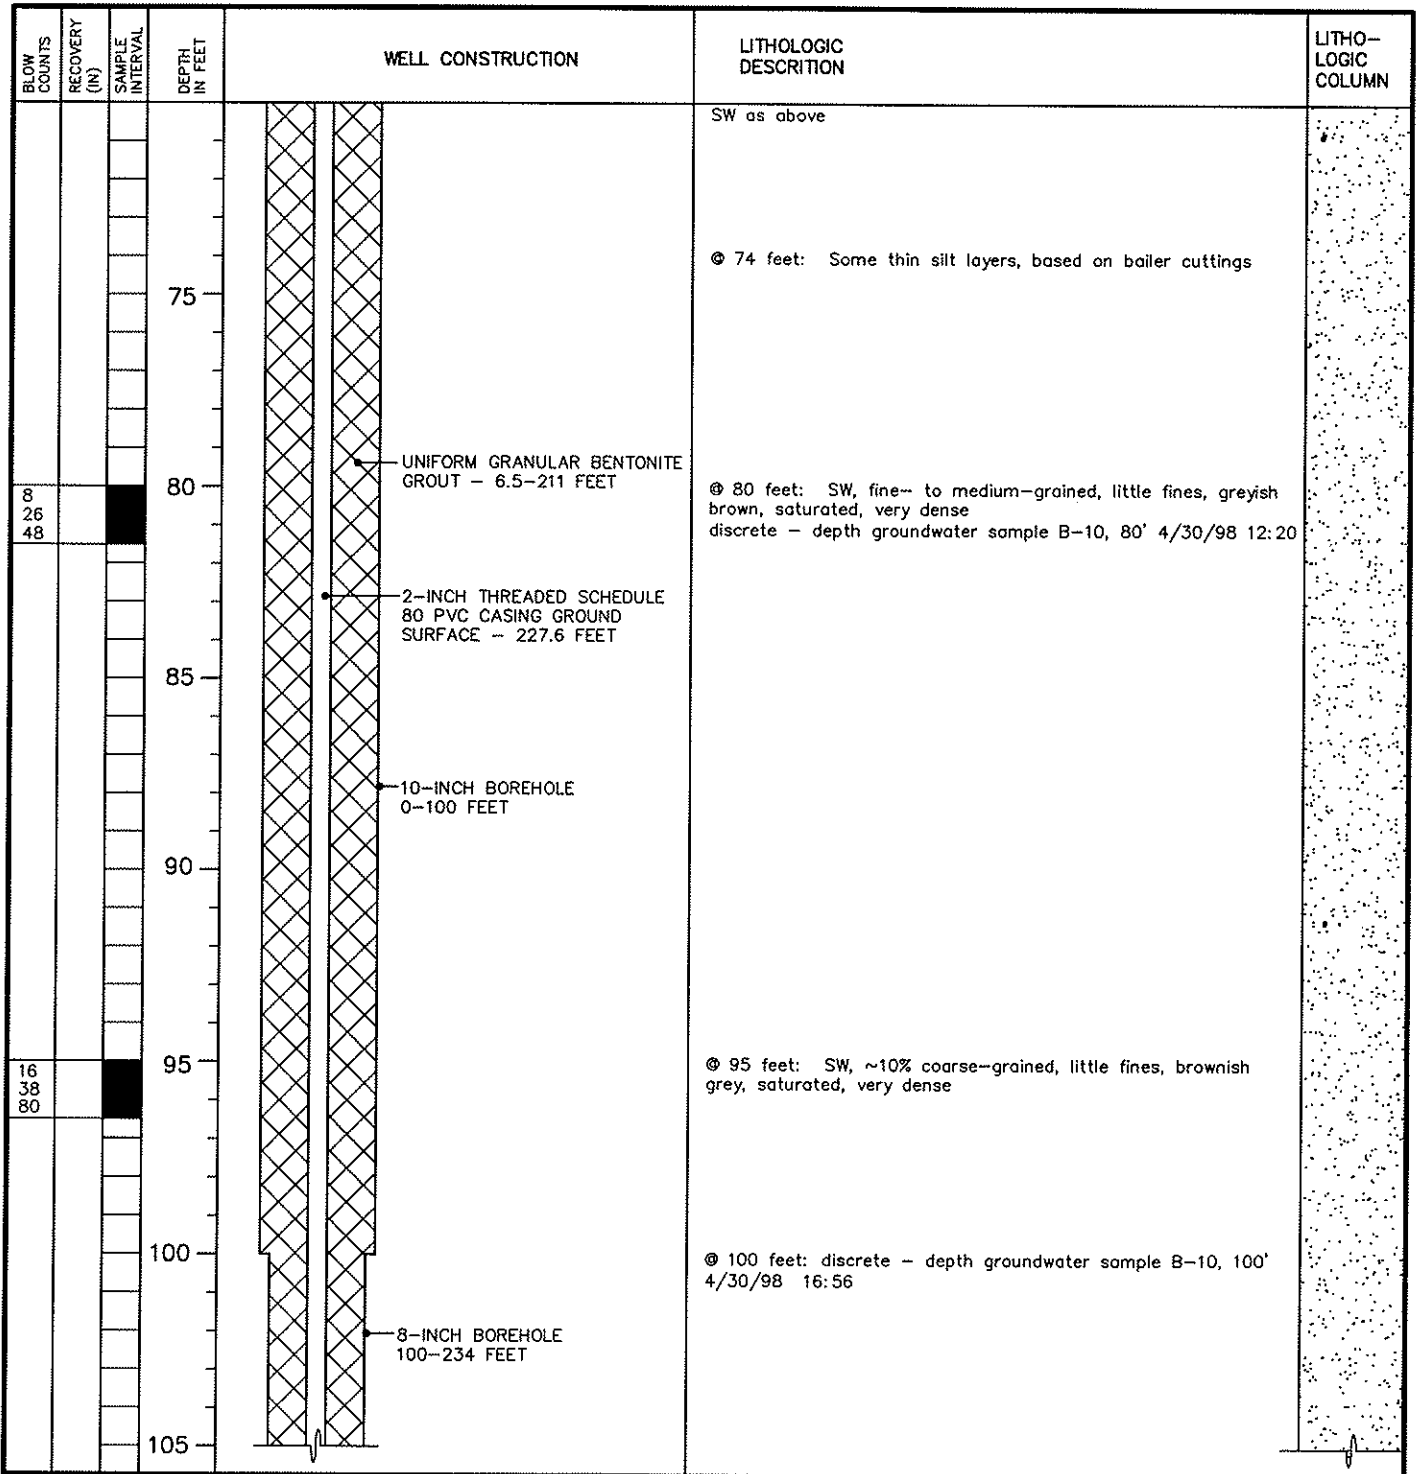 BLOW
COUNTS
RECOVERY
(IN)
SAMPLE
INTERVAL
DEPTH
IN FEET
WELL CONSTRUCTION
LITHOLOGIC
DESCRITION
LITHO-
LOGIC
COLUMN
SW as above
@ 74 feet: Some thin silt layers, based on bailer cuttings
75
UNIFORM GRANULAR BENTONITE
GROUT - 6.5-211 FEET
80
8
26
48
@ 80 feet: SW, fine- to medium-grained, little fines, greyish
brown, saturated, very dense
discrete - depth groundwater sample B-10, 80' 4/30/98 12:20
2-INCH THREADED SCHEDULE
80 PVC CASING GROUND
SURFACE - 227.6 FEET
85
10-INCH BOREHOLE
0-100 FEET
90
95
16
38
80
@ 95 feet: SW, ~10% coarse-grained, little fines, brownish
grey, saturated, very dense
100
@ 100 feet: discrete - depth groundwater sample B-10, 100'
4/30/98 16:56
8-INCH BOREHOLE
100-234 FEET
105